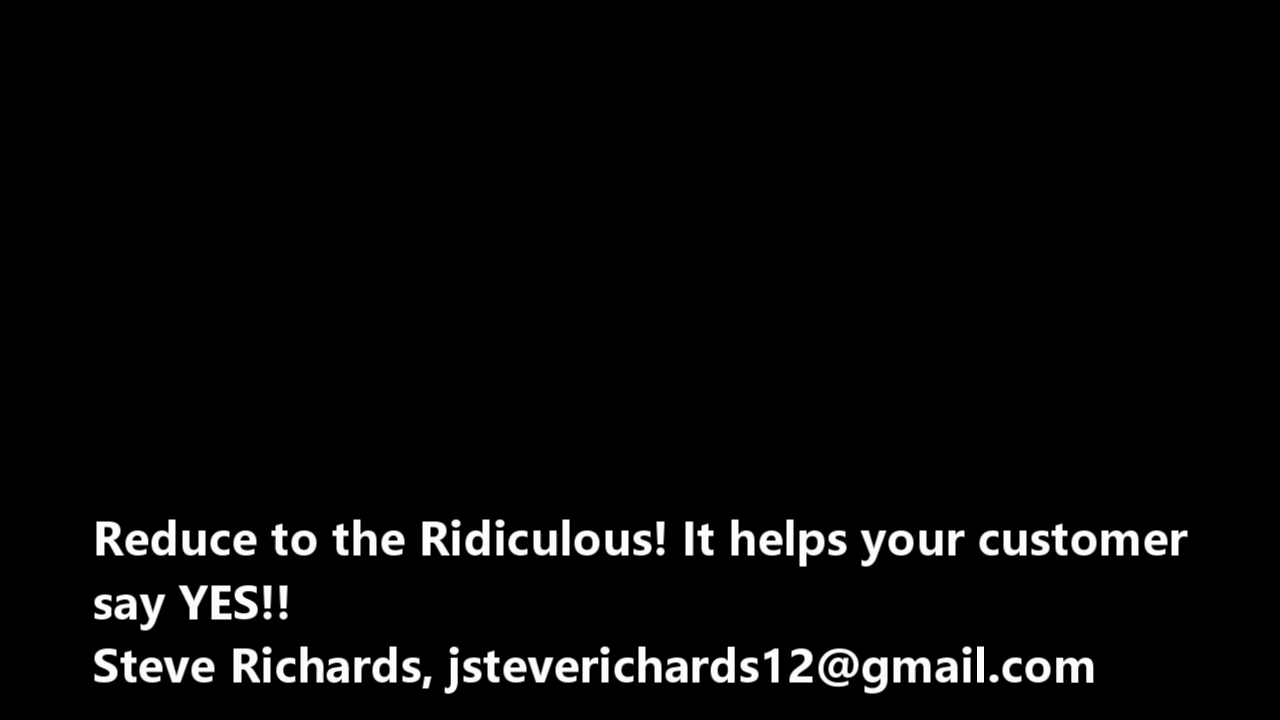 Reduce to the Ridiculous! It helps your customer
say YES!!
Steve Richards, jsteverichards12@gmail.com